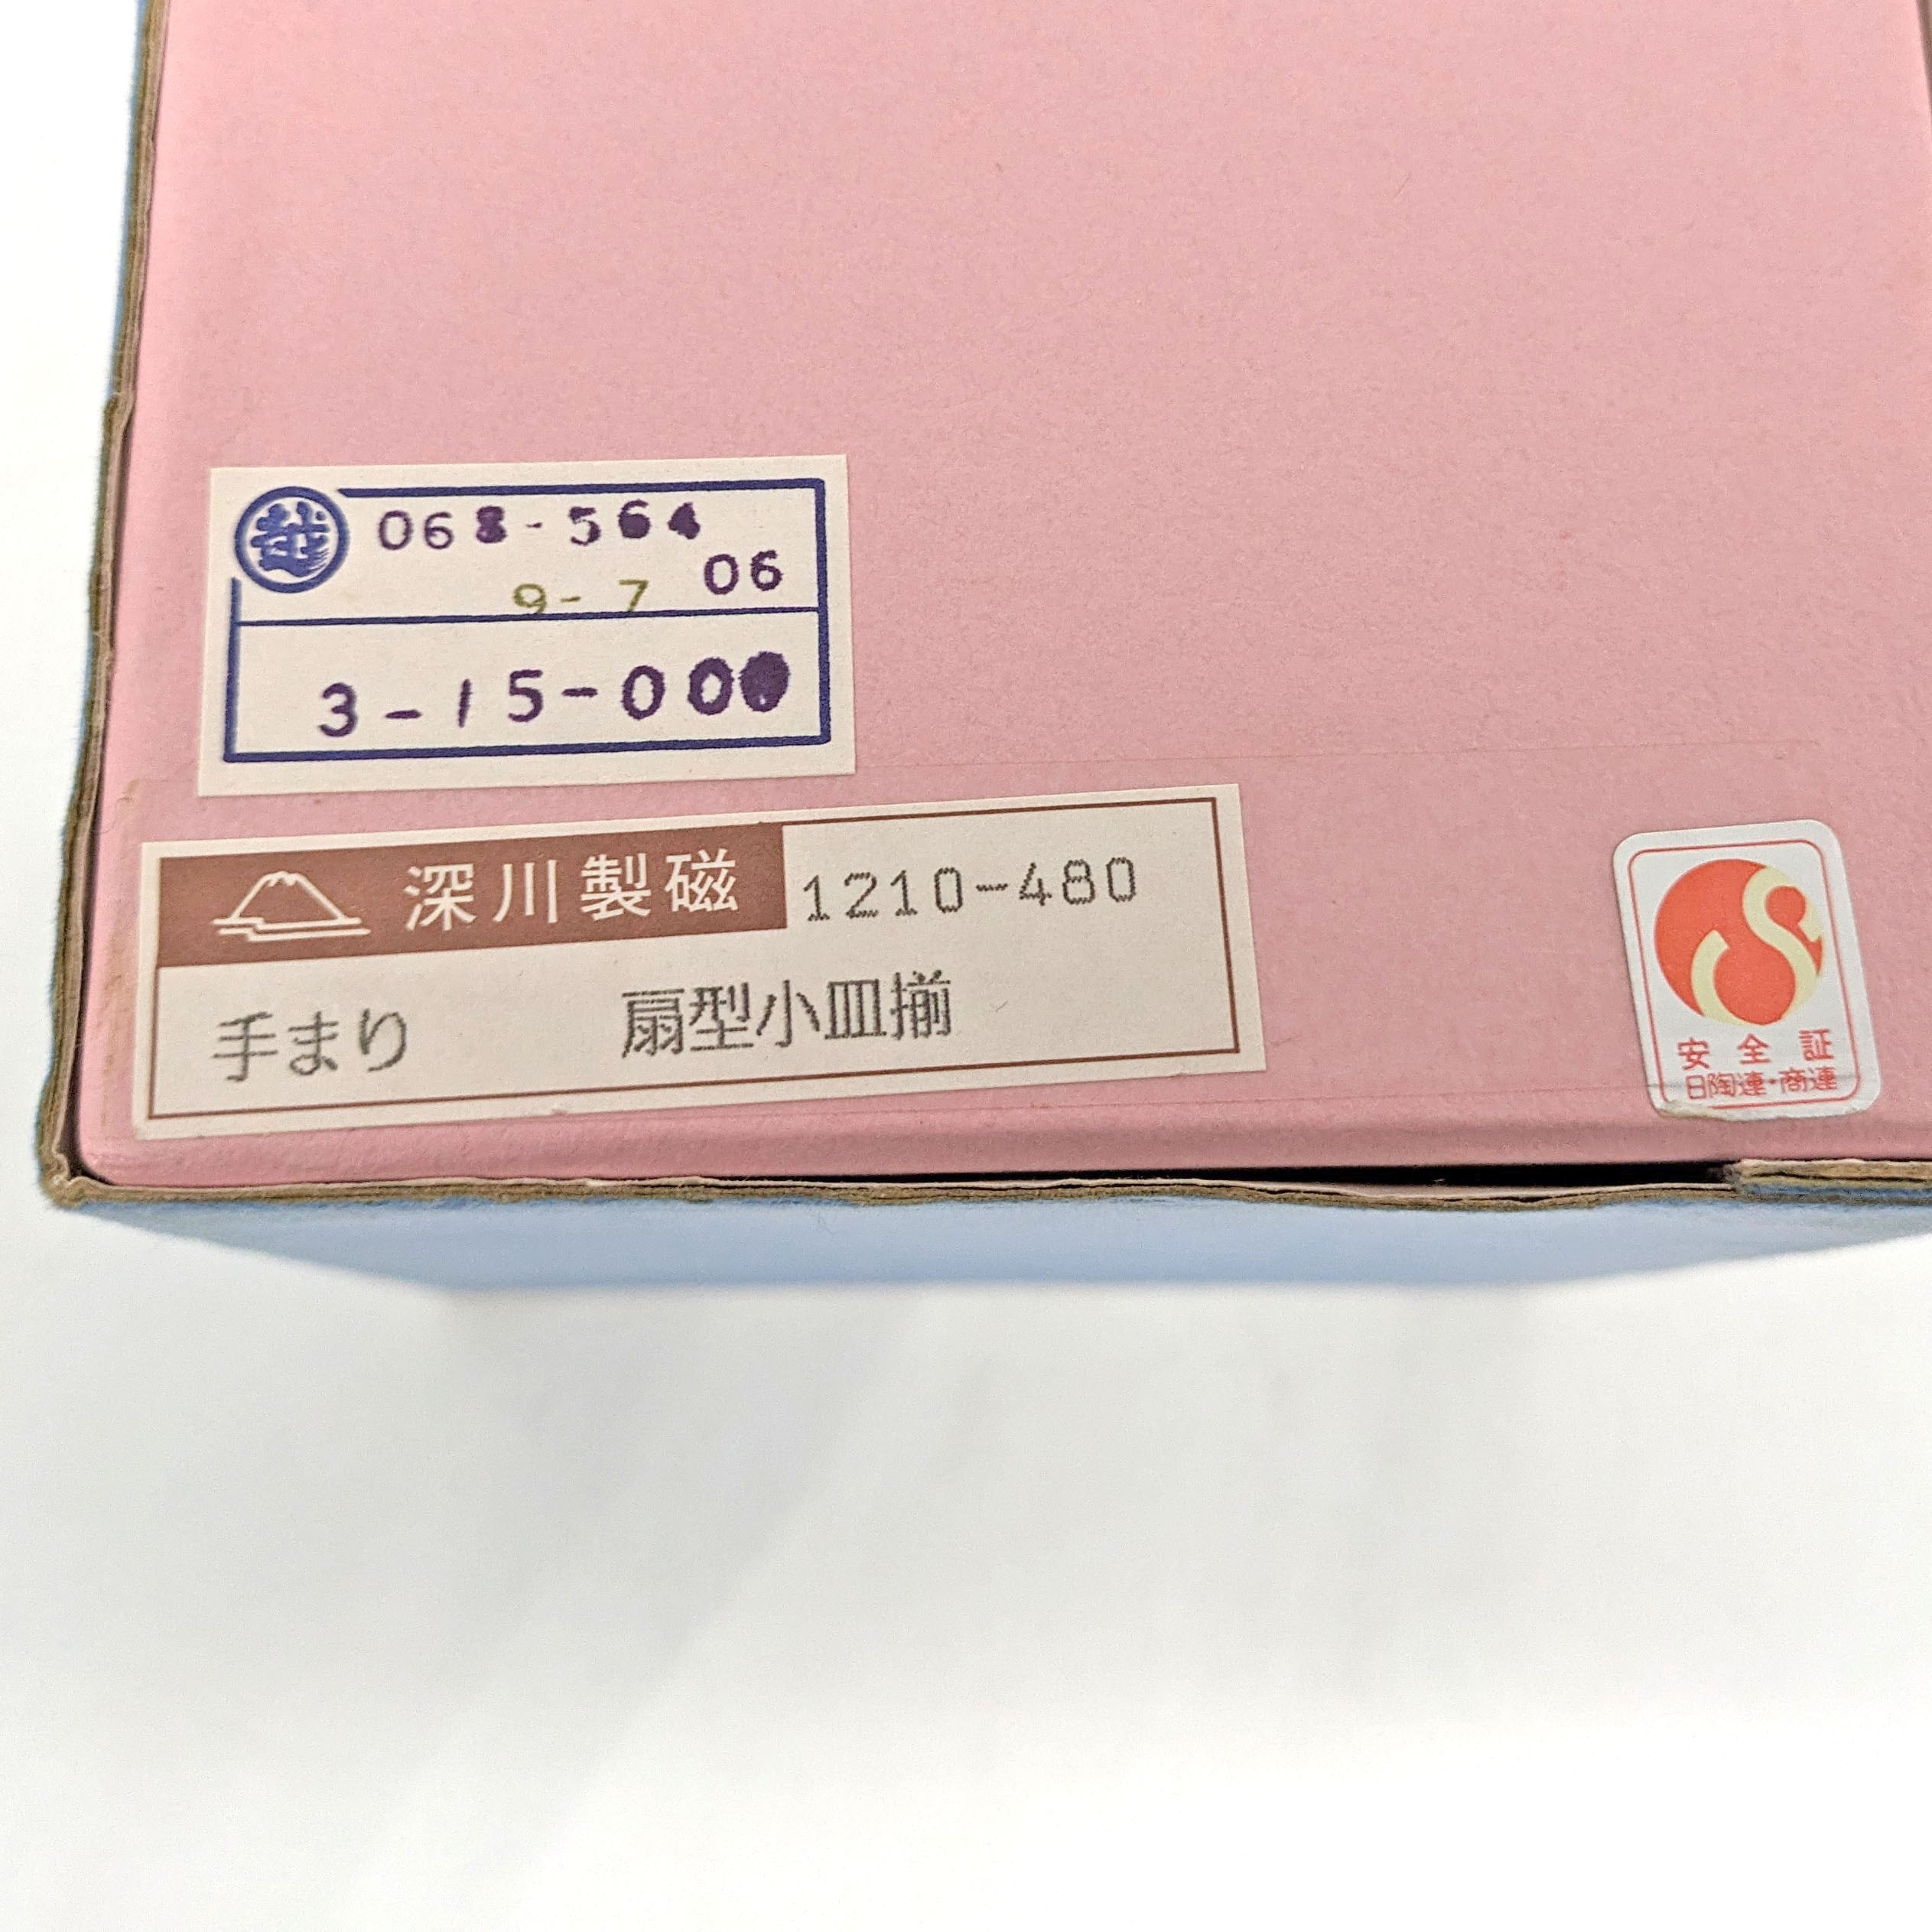 越 068-564
06
9-7
3-15-000
深川製磁 1210-480
手まり 扇型小皿揃
S
安全証
日陶連・商連